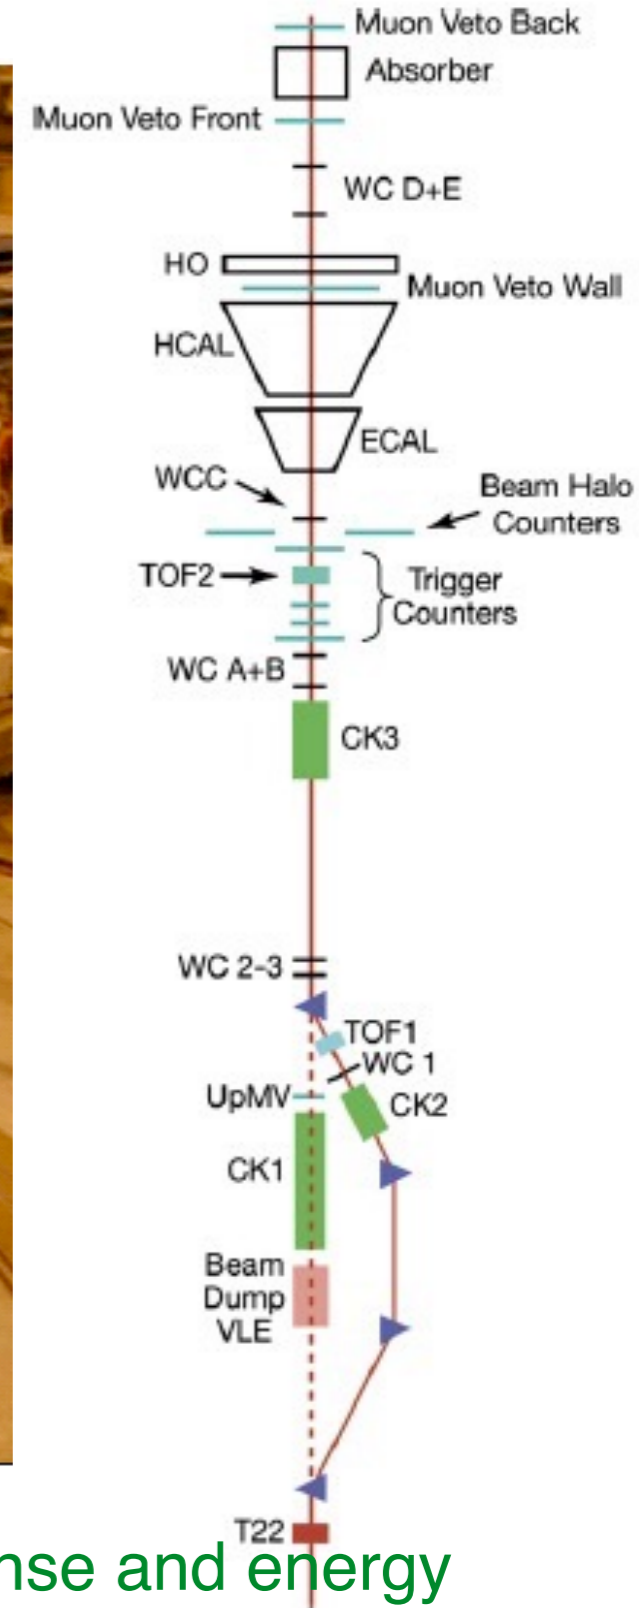 Muon Veto Back
Absorber
Muon Veto Front
WC D+E
HO
Muon Veto Wall
HCAL
ECAL
WCC
Beam Halo
Counters
TOF2
Trigger
Counters
WC A+B
CK3
WC 2-3
TOF1
WC 1
UpMV
CK2
CK1
Beam
Dump
VLE
T22
nse and energy